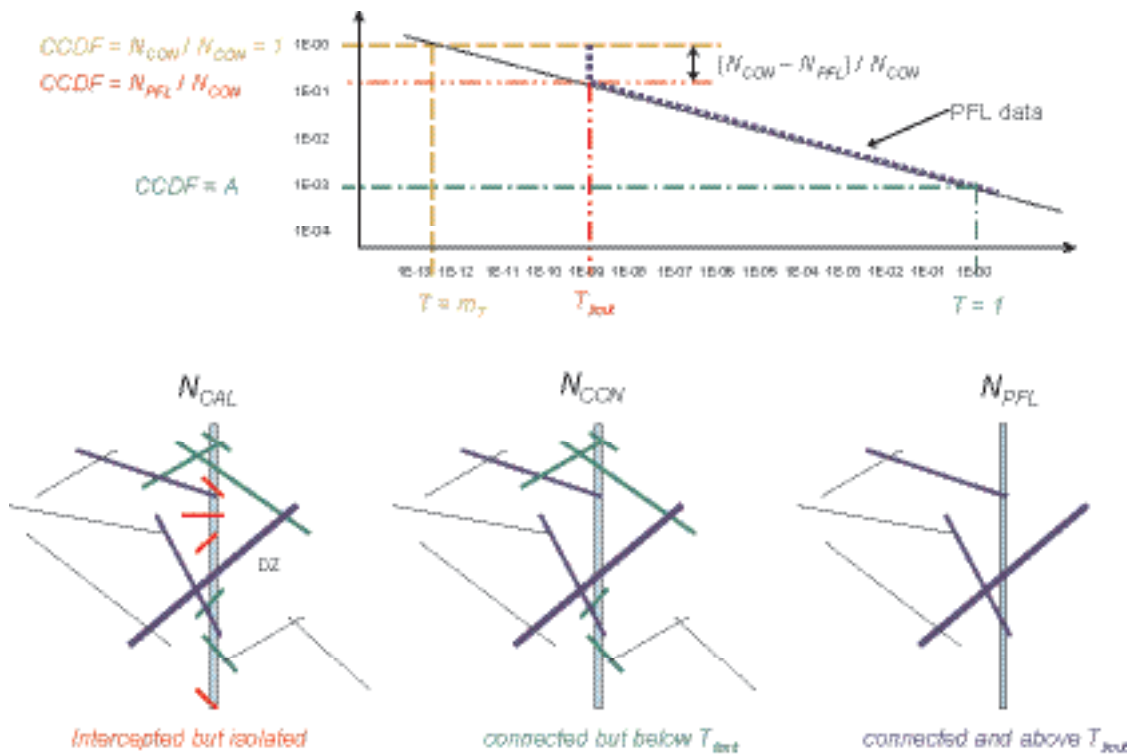 CCDF = N_CON / N_CON = 1
CCDF = N_PFL / N_CON
CCDF = A
1E-00
1E-01
1E-02
1E-03
1E-04
[N_CON – N_PFL] / N_CON
PFL data
1E-13 1E-12 1E-11 1E-10 1E-09 1E-08 1E-07 1E-06 1E-05 1E-04 1E-03 1E-02 1E-01 1E-00
T = m_T
T_limit
T = 1
N_CAL
N_CON
N_PFL
DZ
Intercepted but isolated
connected but below T_limit
connected and above T_limit